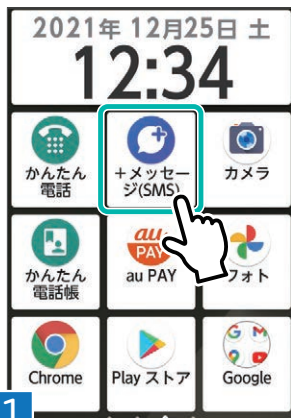 2021年 12月25日 土
12:34
かんたん
電話
+メッセー
ジ(SMS)
カメラ
かんたん
電話帳
au
PAY
au PAY
フォト
Chrome
Play ストア
G M
Google
1